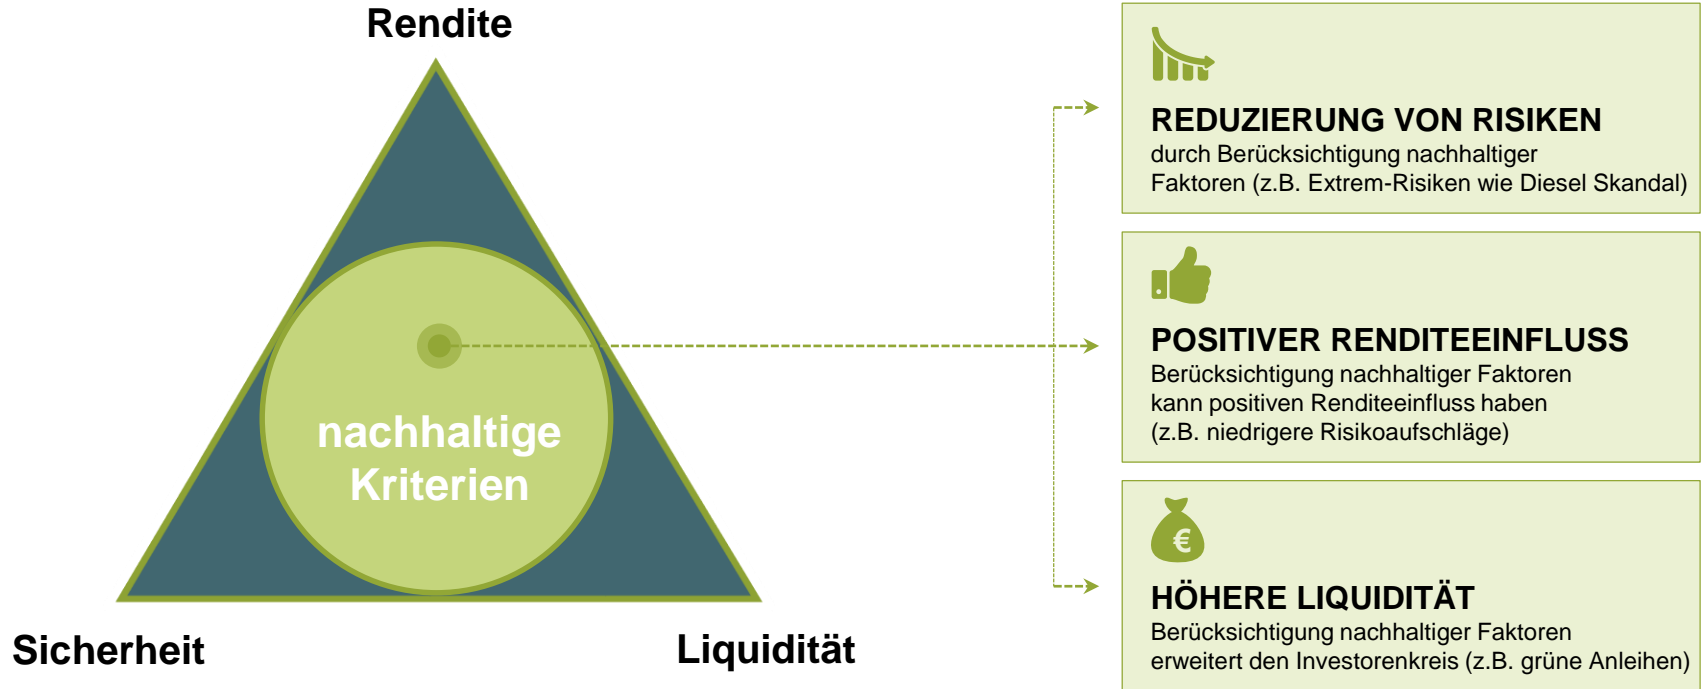 Rendite
nachhaltige
Kriterien
Sicherheit
Liquidität
REDUZIERUNG VON RISIKEN
durch Berücksichtigung nachhaltiger
Faktoren (z.B. Extrem-Risiken wie Diesel Skandal)
POSITIVER RENDITEEINFLUSS
Berücksichtigung nachhaltiger Faktoren
kann positiven Renditeeinfluss haben
(z.B. niedrigere Risikoaufschläge)
€
HÖHERE LIQUIDITÄT
Berücksichtigung nachhaltiger Faktoren
erweitert den Investorenkreis (z.B. grüne Anleihen)